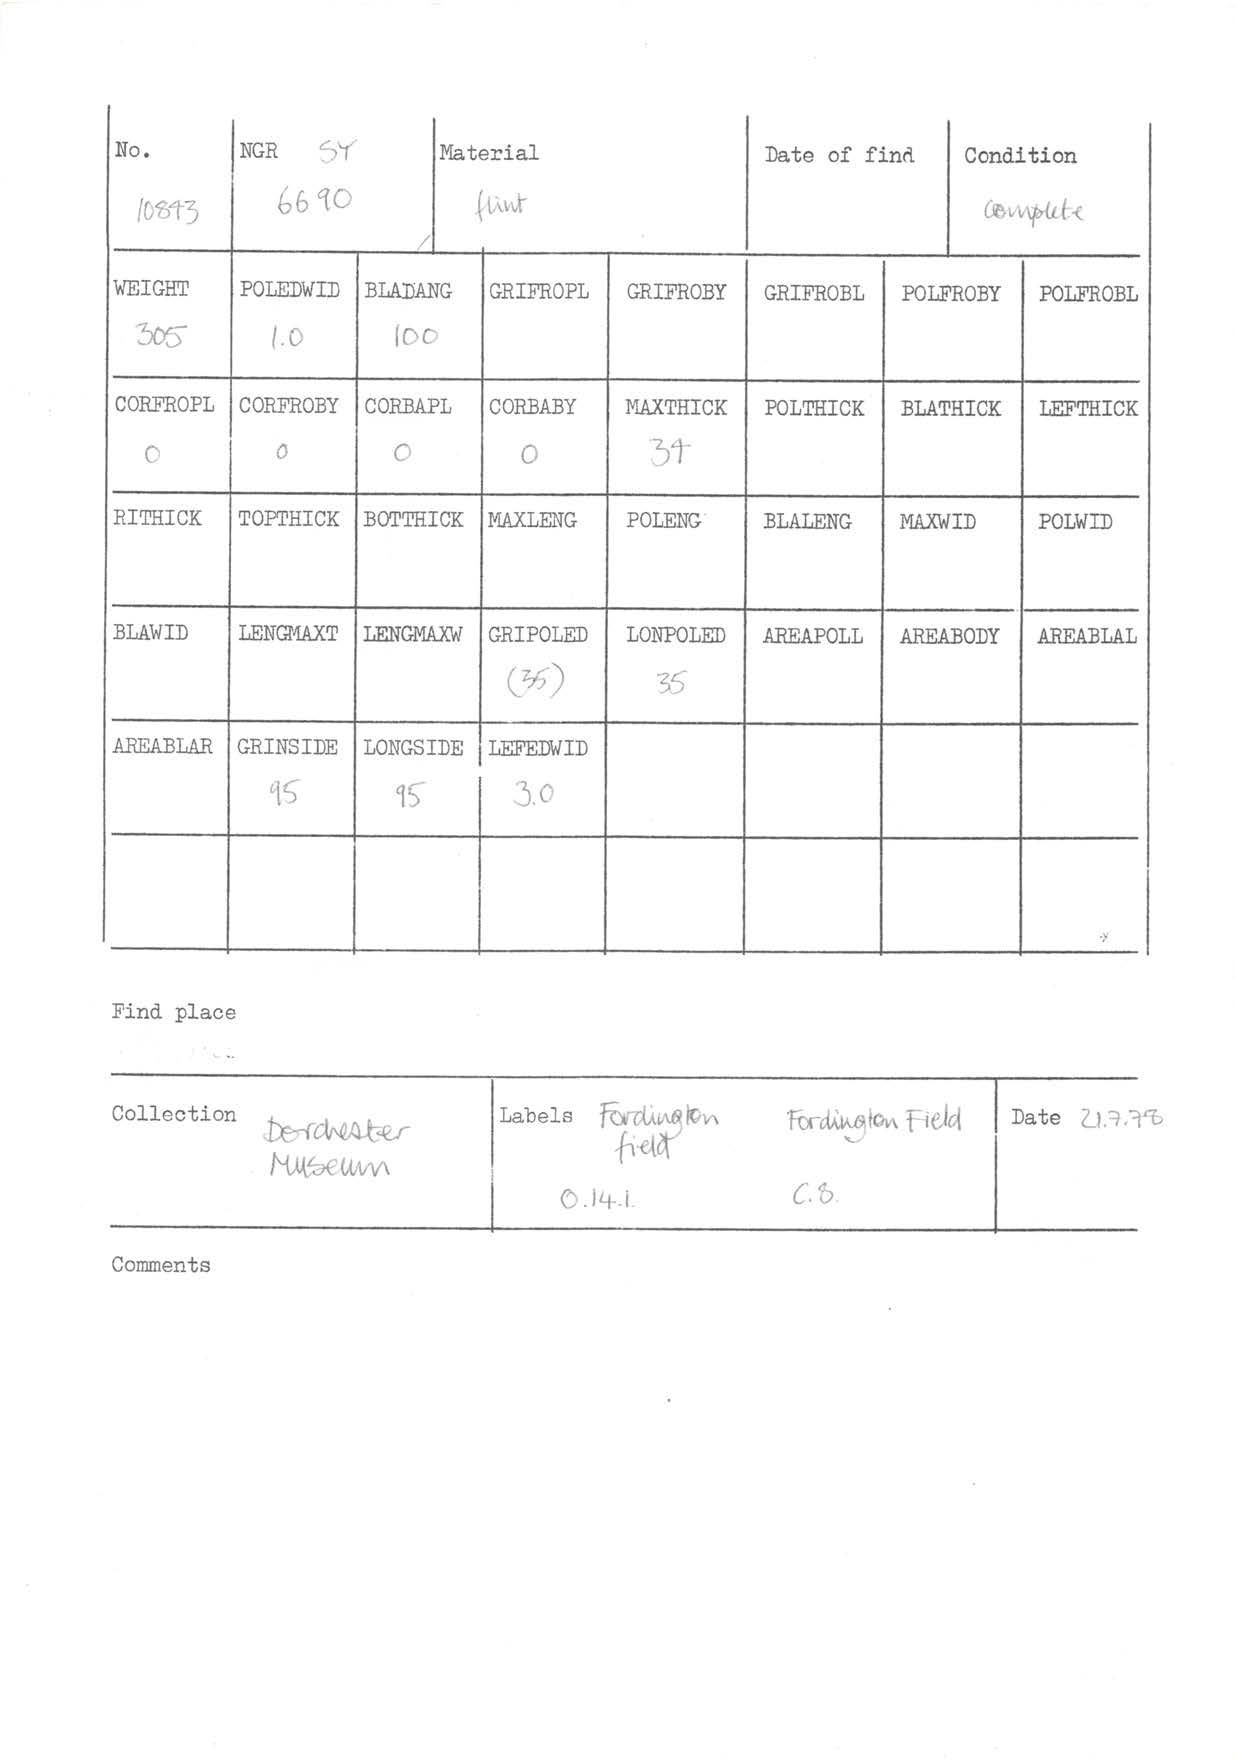 No. NGR SY Material Date of find Condition
10843 6690 flint complete
WEIGHT POLEDWID BLADANG GRIFROPL GRIFROBY GRIFROBL POLFROBY POLFROBL
305 1.0 100
CORFROPL CORFROBY CORBAPL CORBABY MAXTHICK POLTHICK BLATHICK LEFTHICK
0 0 0 0 34
RITHICK TOPTHICK BOTTHICK MAXLENG POLENG BLALENG MAXWID POLWID
BLAWID LENGMAXT LENGMAXW GRIPOLED LONPOLED AREAPOLL AREABODY AREABLAL
(35) 35
AREABLAR GRINSIDE LONGSIDE LEFEDWID
95 95 3.0
Find place
Collection Dorchester
Museum
Labels Fordington
field
0.14.1.
Fordington Field
C.8.
Date 21.7.78
Comments